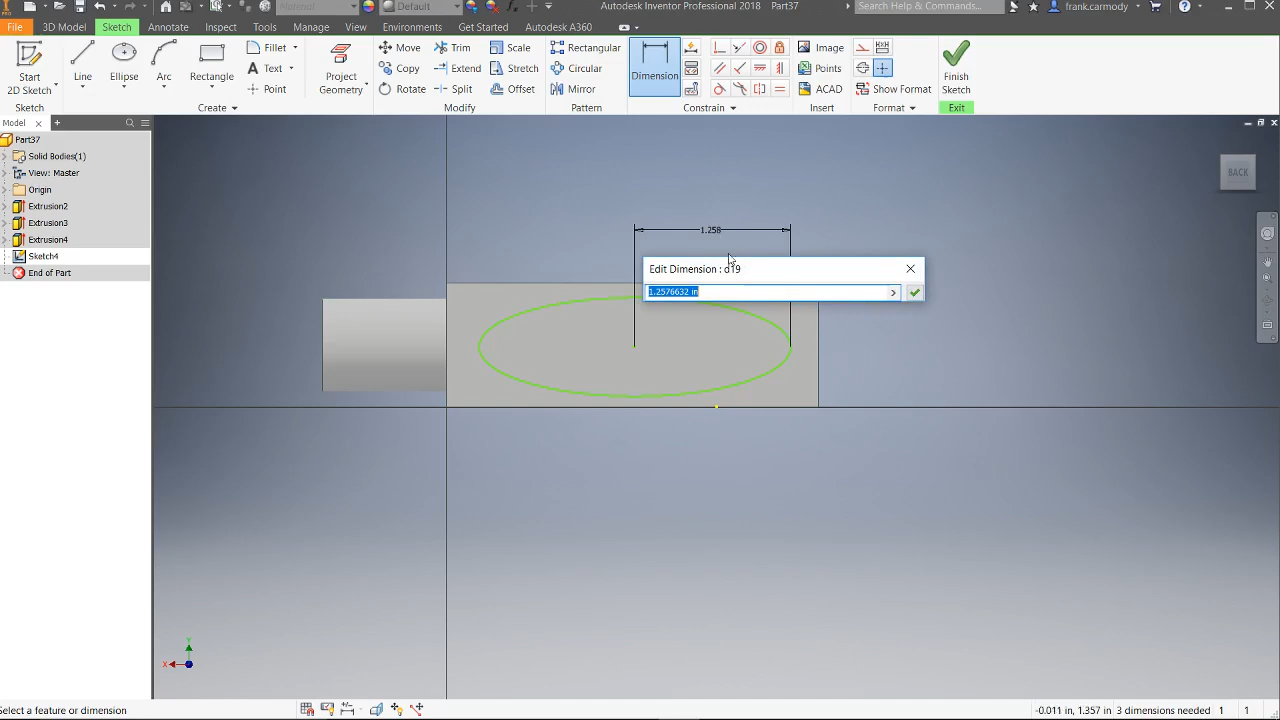 PRO
Material
Default
Autodesk Inventor Professional 2018 Part37
Search Help & Commands...
frank.carmody
File
3D Model
Sketch
Annotate
Inspect
Tools
Manage
View
Environments
Get Started
Autodesk A360
Start
2D Sketch
Line
Ellipse
Arc
Rectangle
Fillet
Text
Point
Project
Geometry
Move
Copy
Rotate
Trim
Extend
Split
Scale
Stretch
Offset
Rectangular
Circular
Mirror
Dimension
Image
Points
ACAD
Show Format
Finish
Sketch
Sketch
Create
Modify
Pattern
Constrain
Insert
Format
Exit
Model
Part37
Solid Bodies(1)
View: Master
Origin
Extrusion2
Extrusion3
Extrusion4
Sketch4
End of Part
BACK
1.258
Edit Dimension : d19
1.2576632 in
Y
X
Select a feature or dimension
-0.011 in, 1.357 in
3 dimensions needed
1
1